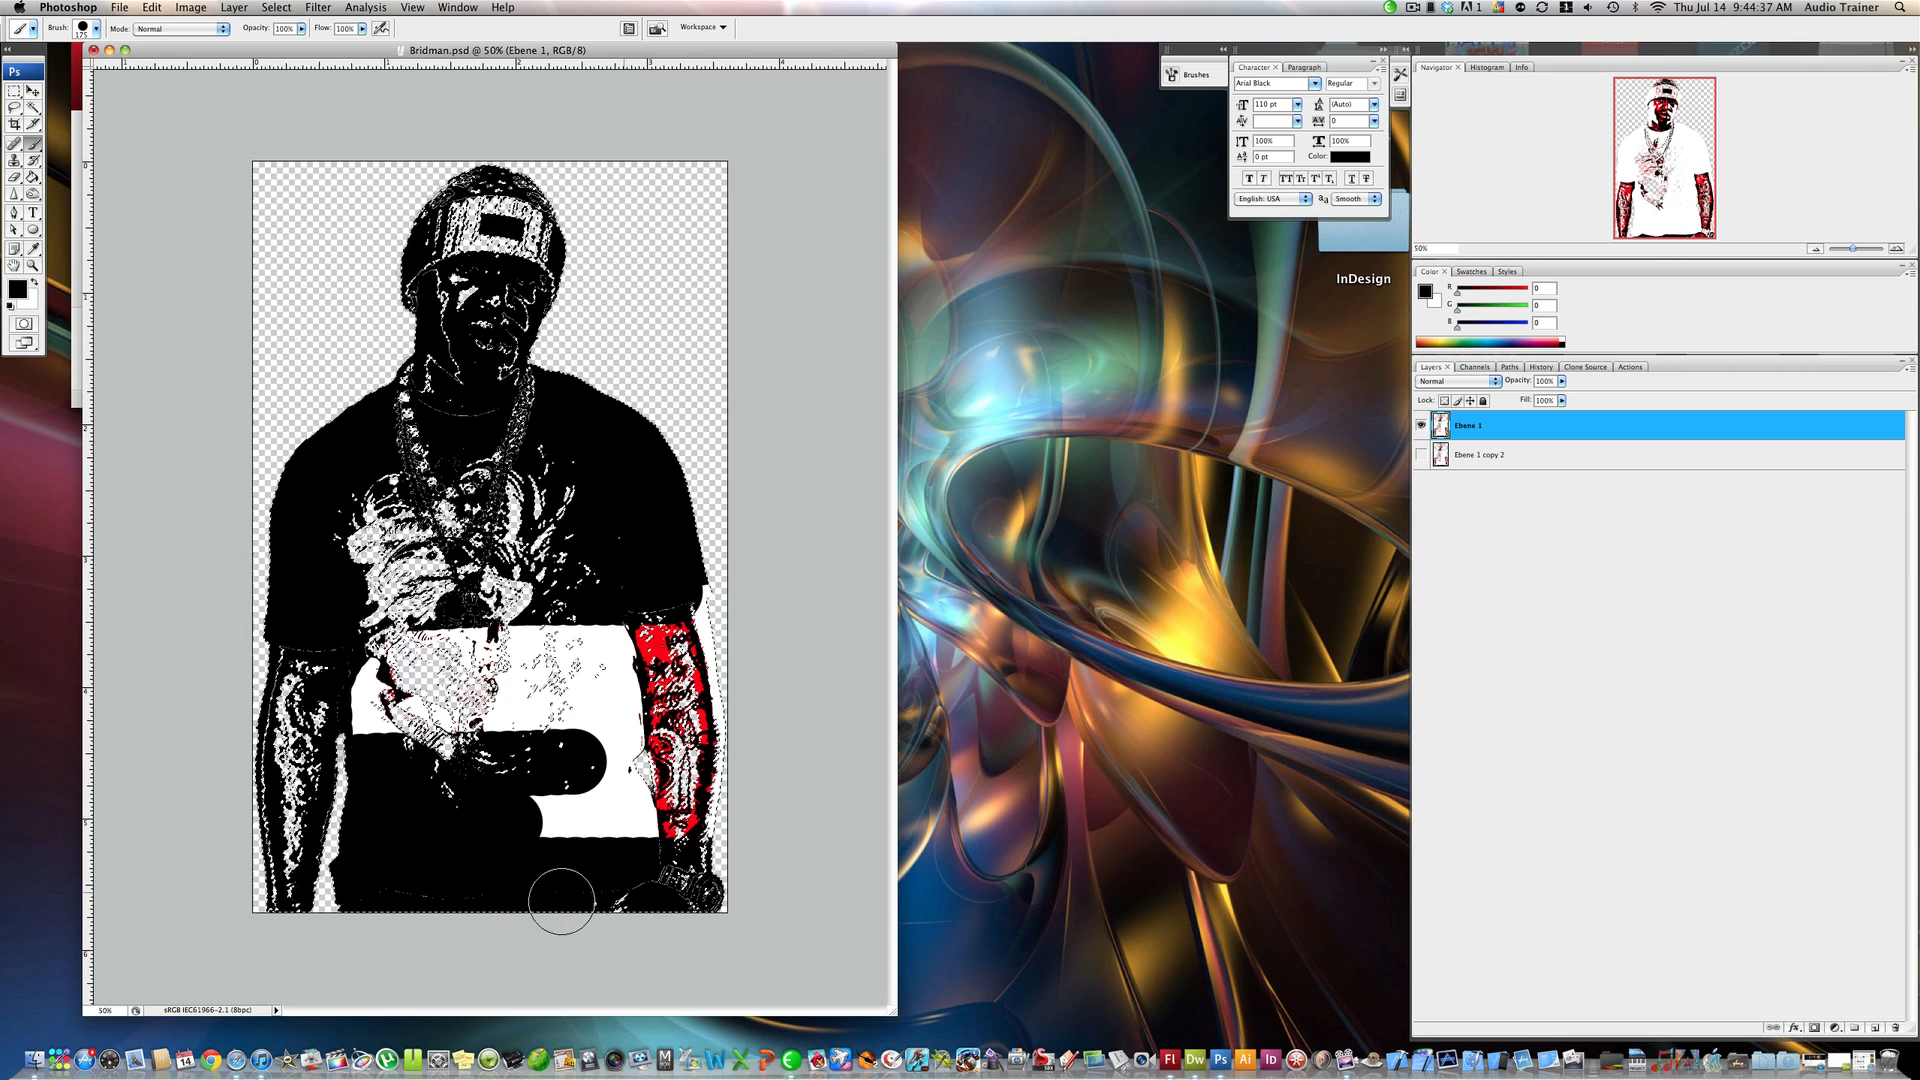 Photoshop File Edit Image Layer Select Filter Analysis View Window Help
1 Thu Jul 14 9:44:37 AM Audio Trainer
Brush: 175 Mode: Normal Opacity: 100% Flow: 100% Workspace
Bridman.psd @ 50% (Ebene 1, RGB/8)
Ps
Brushes
Character Paragraph
Arial Black Regular
110 pt (Auto)
0
100% 100%
0 pt Color:
English: USA Smooth
InDesign
Navigator Histogram Info
50%
Color Swatches Styles
R 0
G 0
B 0
Layers Channels Paths History Clone Source Actions
Normal Opacity: 100%
Lock: Fill: 100%
Ebene 1
Ebene 1 copy 2
50% sRGB IEC61966-2.1 (8bpc)
14 Fl Dw Ps Ai Id